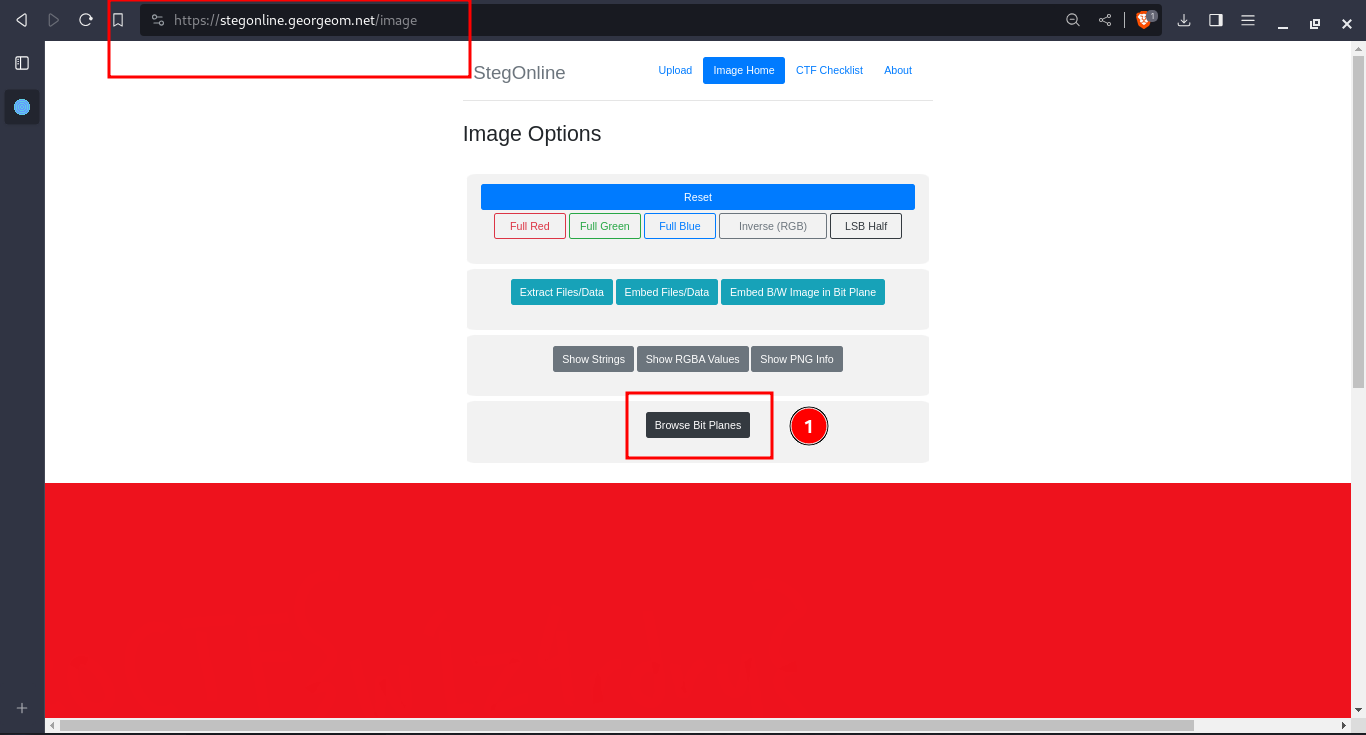 https://stegonline.georgeom.net/image
1
StegOnline
Upload
Image Home
CTF Checklist
About
Image Options
Reset
Full Red
Full Green
Full Blue
Inverse (RGB)
LSB Half
Extract Files/Data
Embed Files/Data
Embed B/W Image in Bit Plane
Show Strings
Show RGBA Values
Show PNG Info
Browse Bit Planes
1